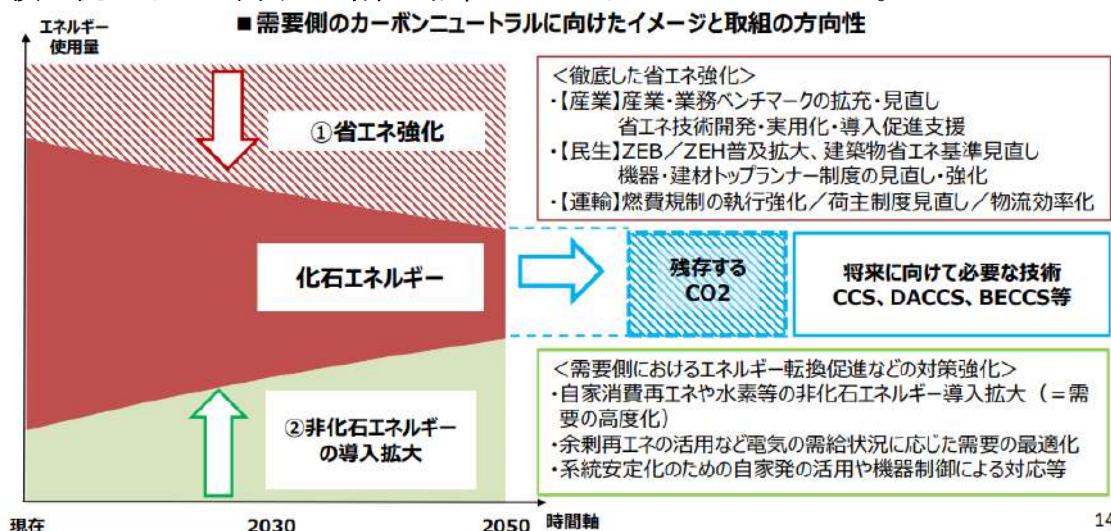 ■需要側のカーボンニュートラルに向けたイメージと取組の方向性
エネルギー
使用量
①省エネ強化
化石エネルギー
②非化石エネルギー
の導入拡大
現在
2030
2050
時間軸
<徹底した省エネ強化>
・【産業】産業・業務ベンチマークの拡充・見直し
省エネ技術開発・実用化・導入促進支援
・【民生】ZEB/ZEH普及拡大、建築物省エネ基準見直し
機器・建材トップランナー制度の見直し・強化
・【運輸】燃費規制の執行強化/荷主制度見直し/物流効率化
残存する
CO2
将来に向けて必要な技術
CCS、DACCS、BECCS等
<需要側におけるエネルギー転換促進などの対策強化>
・自家消費再エネや水素等の非化石エネルギー導入拡大(=需
要の高度化)
・余剰再エネの活用など電気の需給状況に応じた需要の最適化
・系統安定化のための自家発の活用や機器制御による対応等
14